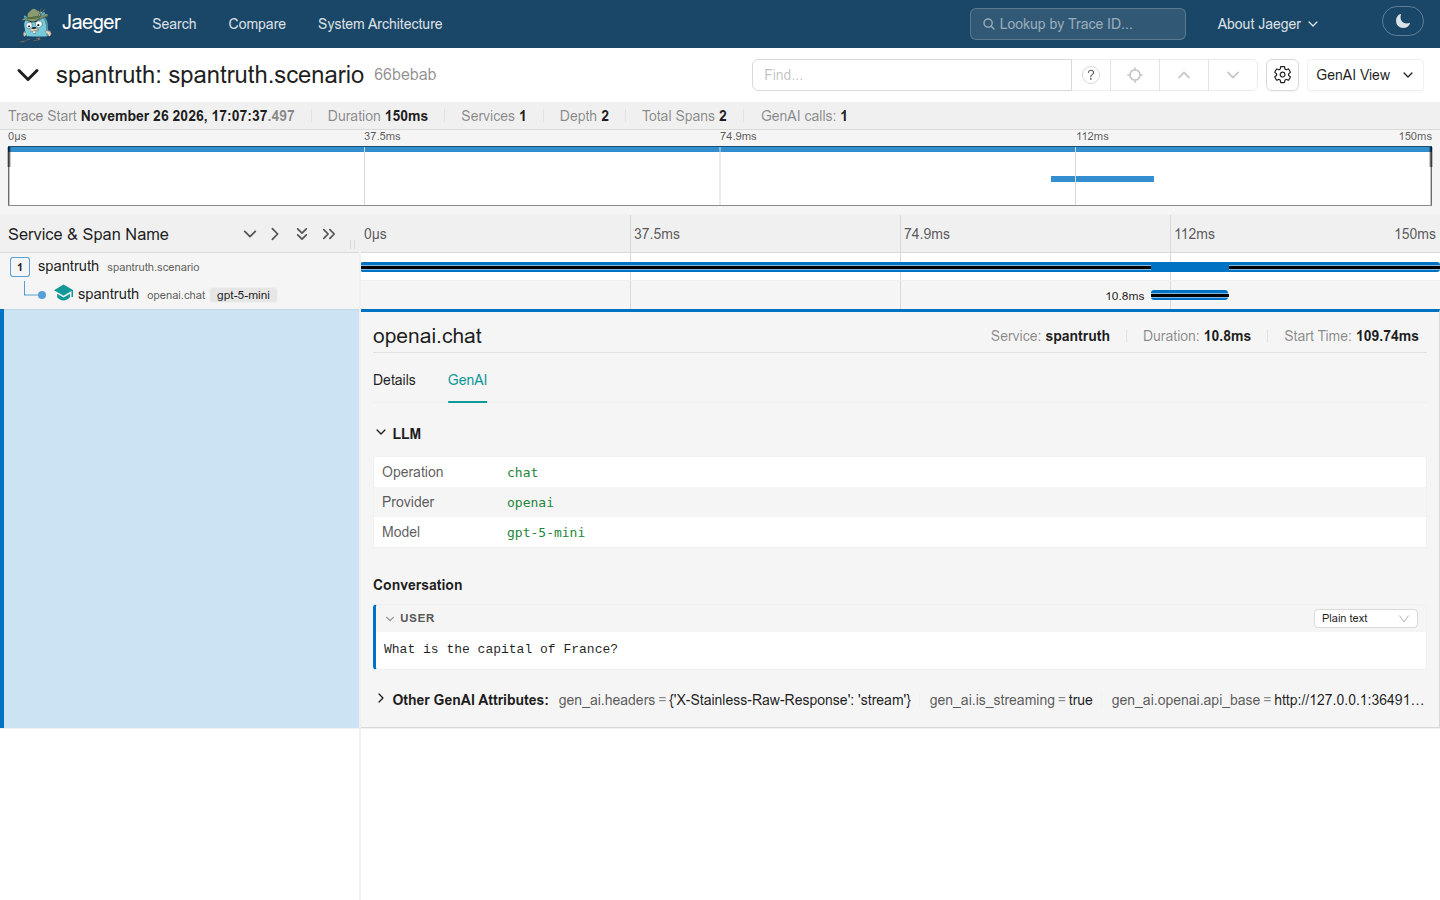 Jaeger Search Compare System Architecture Lookup by Trace ID... About Jaeger
spantruth: spantruth.scenario 66bebab Find... ? GenAI View
Trace Start November 26 2026, 17:07:37.497 Duration 150ms Services 1 Depth 2 Total Spans 2 GenAI calls: 1
0μs 37.5ms 74.9ms 112ms 150ms
Service & Span Name 0μs 37.5ms 74.9ms 112ms 150ms
1 spantruth spantruth.scenario
spantruth openai.chat gpt-5-mini 10.8ms
openai.chat Service: spantruth Duration: 10.8ms Start Time: 109.74ms
Details GenAI
LLM
Operation chat
Provider openai
Model gpt-5-mini
Conversation
USER Plain text
What is the capital of France?
Other GenAI Attributes: gen_ai.headers = {'X-Stainless-Raw-Response': 'stream'} gen_ai.is_streaming = true gen_ai.openai.api_base = http://127.0.0.1:36491...